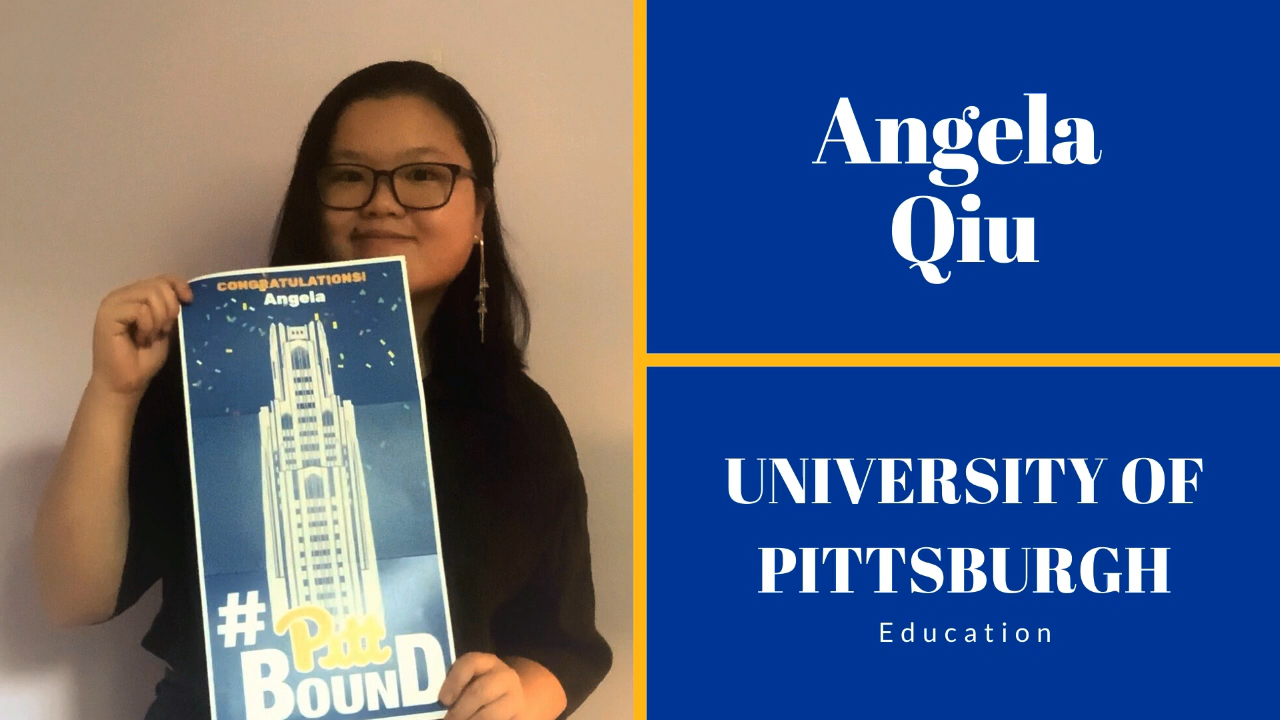 CONGRATULATIONS!
Angela
#
Pitt
BOUND
Angela
Qiu
UNIVERSITY OF
PITTSBURGH
Education